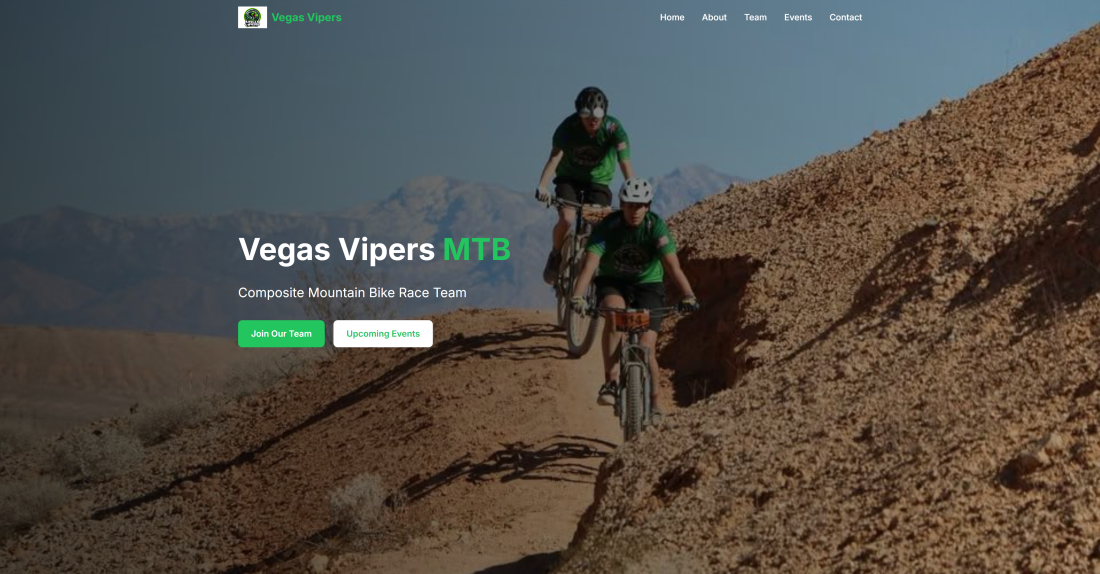 Vegas Vipers
Home About Team Events Contact
Vegas Vipers MTB
Composite Mountain Bike Race Team
Join Our Team Upcoming Events